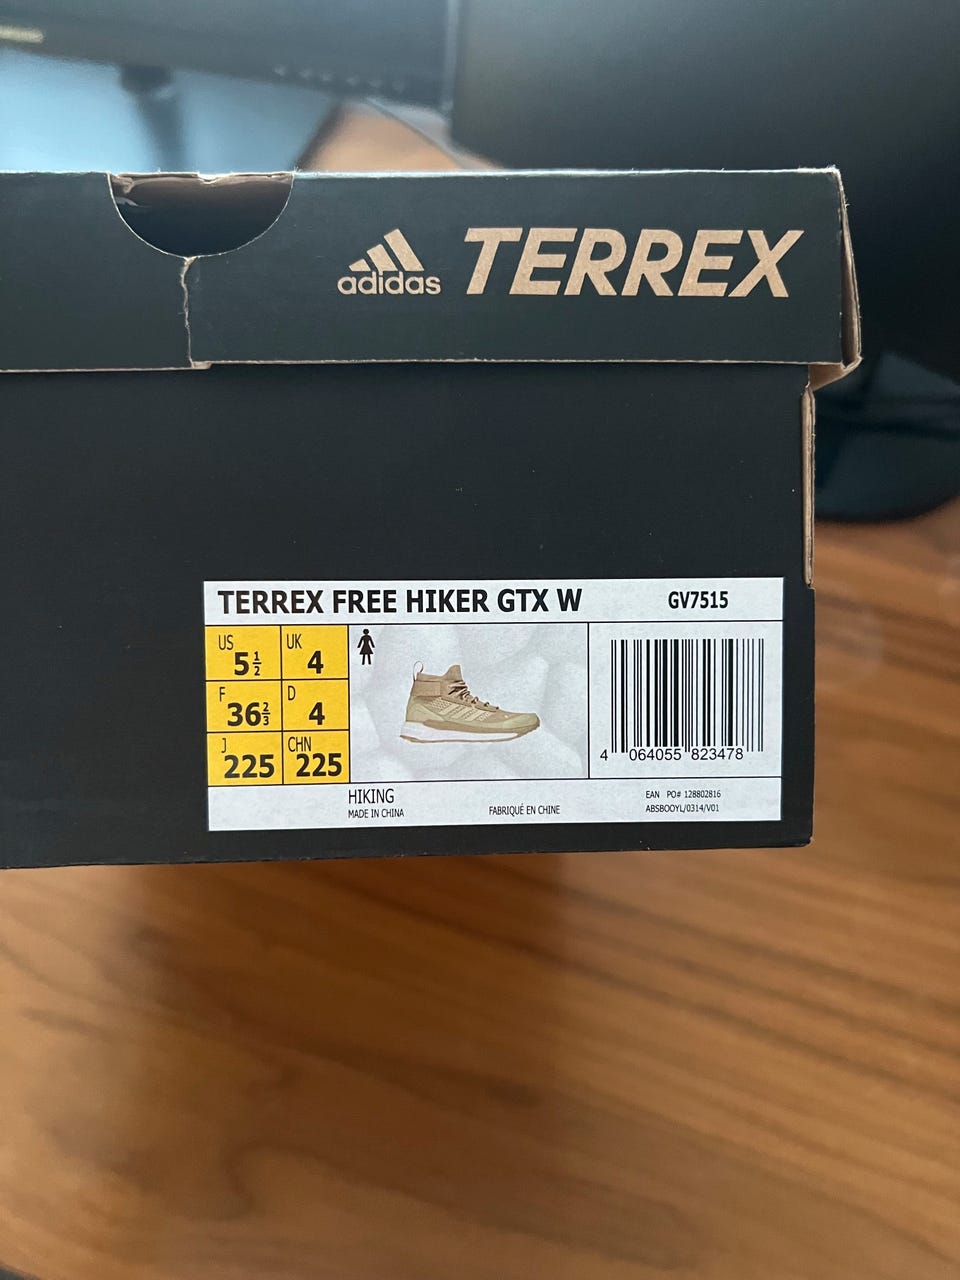 adidas TERREX
TERREX FREE HIKER GTX W GV7515
US 5½ UK 4
F 36⅔ D 4
J 225 CHN 225
4 064055 823478
HIKING
MADE IN CHINA
FABRIQUÉ EN CHINE
EAN PO# 128802816
ABSBOOYL/0314/V01